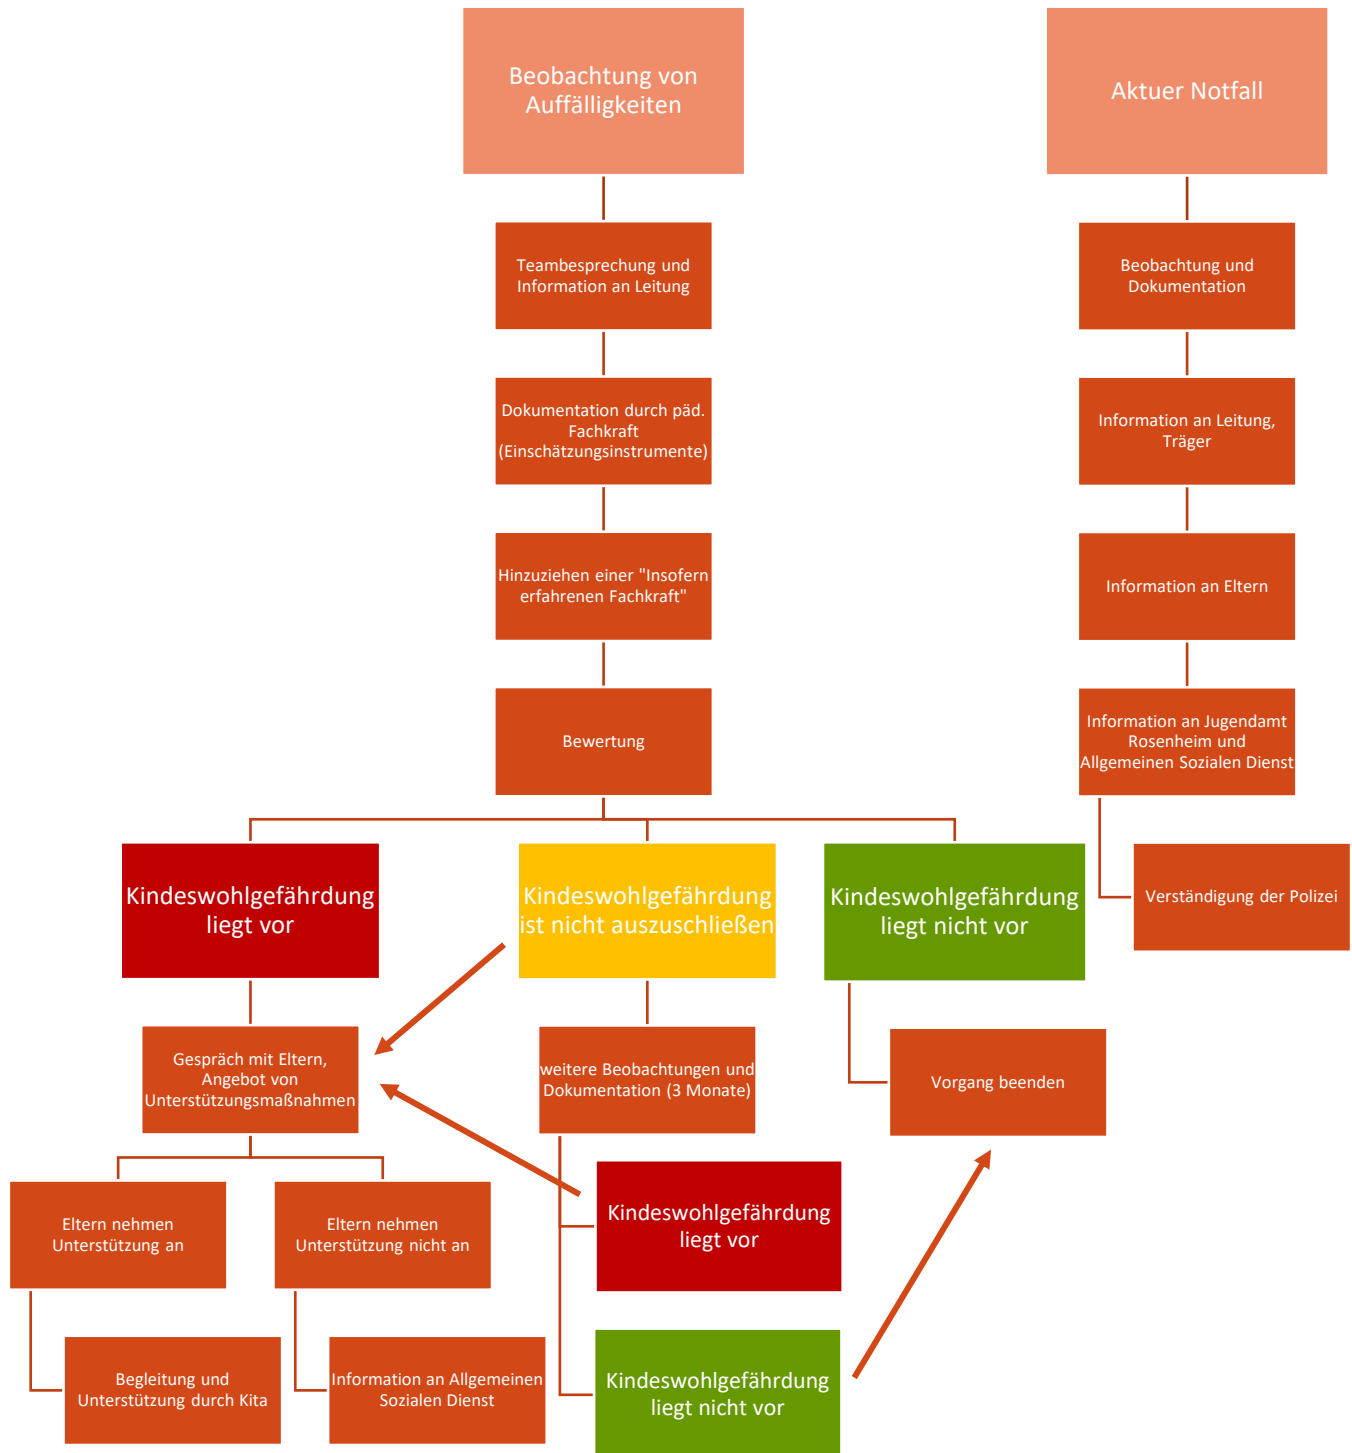 Beobachtung von
Auffälligkeiten
Aktuer Notfall
Teambesprechung und
Information an Leitung
Beobachtung und
Dokumentation
Dokumentation durch päd.
Fachkraft
(Einschätzungsinstrumente)
Information an Leitung,
Träger
Hinzuziehen einer "Insofern
erfahrenen Fachkraft"
Information an Eltern
Bewertung
Information an Jugendamt
Rosenheim und
Allgemeinen Sozialen Dienst
Kindeswohlgefährdung
liegt vor
Kindeswohlgefährdung
ist nicht auszuschließen
Kindeswohlgefährdung
liegt nicht vor
Verständigung der Polizei
Gespräch mit Eltern,
Angebot von
Unterstützungsmaßnahmen
weitere Beobachtungen und
Dokumentation (3 Monate)
Vorgang beenden
Eltern nehmen
Unterstützung an
Eltern nehmen
Unterstützung nicht an
Kindeswohlgefährdung
liegt vor
Begleitung und
Unterstützung durch Kita
Information an Allgemeinen
Sozialen Dienst
Kindeswohlgefährdung
liegt nicht vor